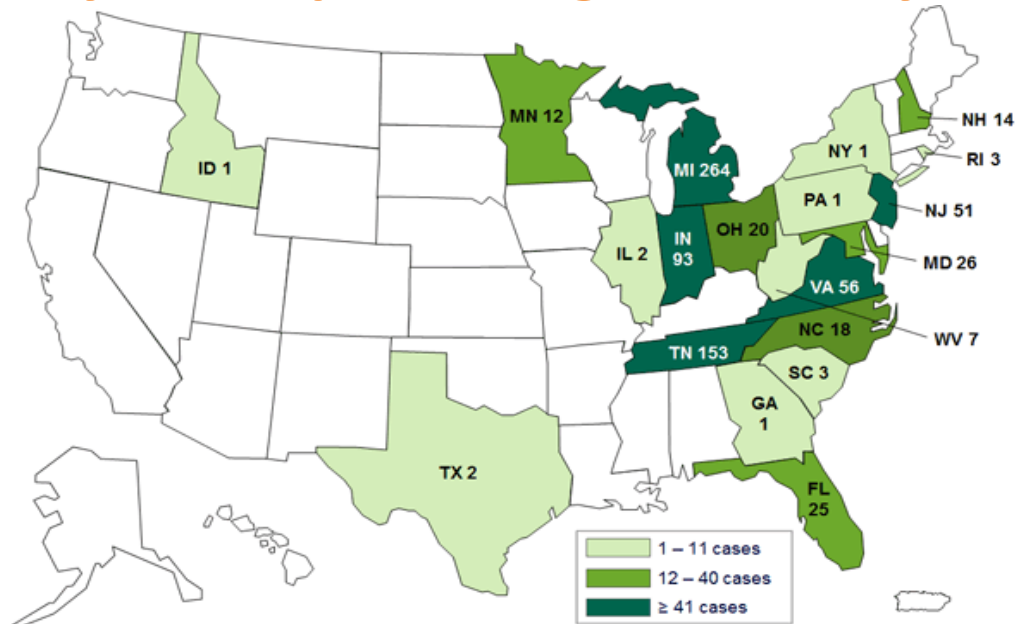 MN 12
NH 14
NY 1
RI 3
ID 1
MI 264
PA 1
NJ 51
OH 20
IN
93
IL 2
MD 26
VA 56
NC 18
WV 7
TN 153
SC 3
GA
1
TX 2
FL
25
1 – 11 cases
12 – 40 cases
≥ 41 cases